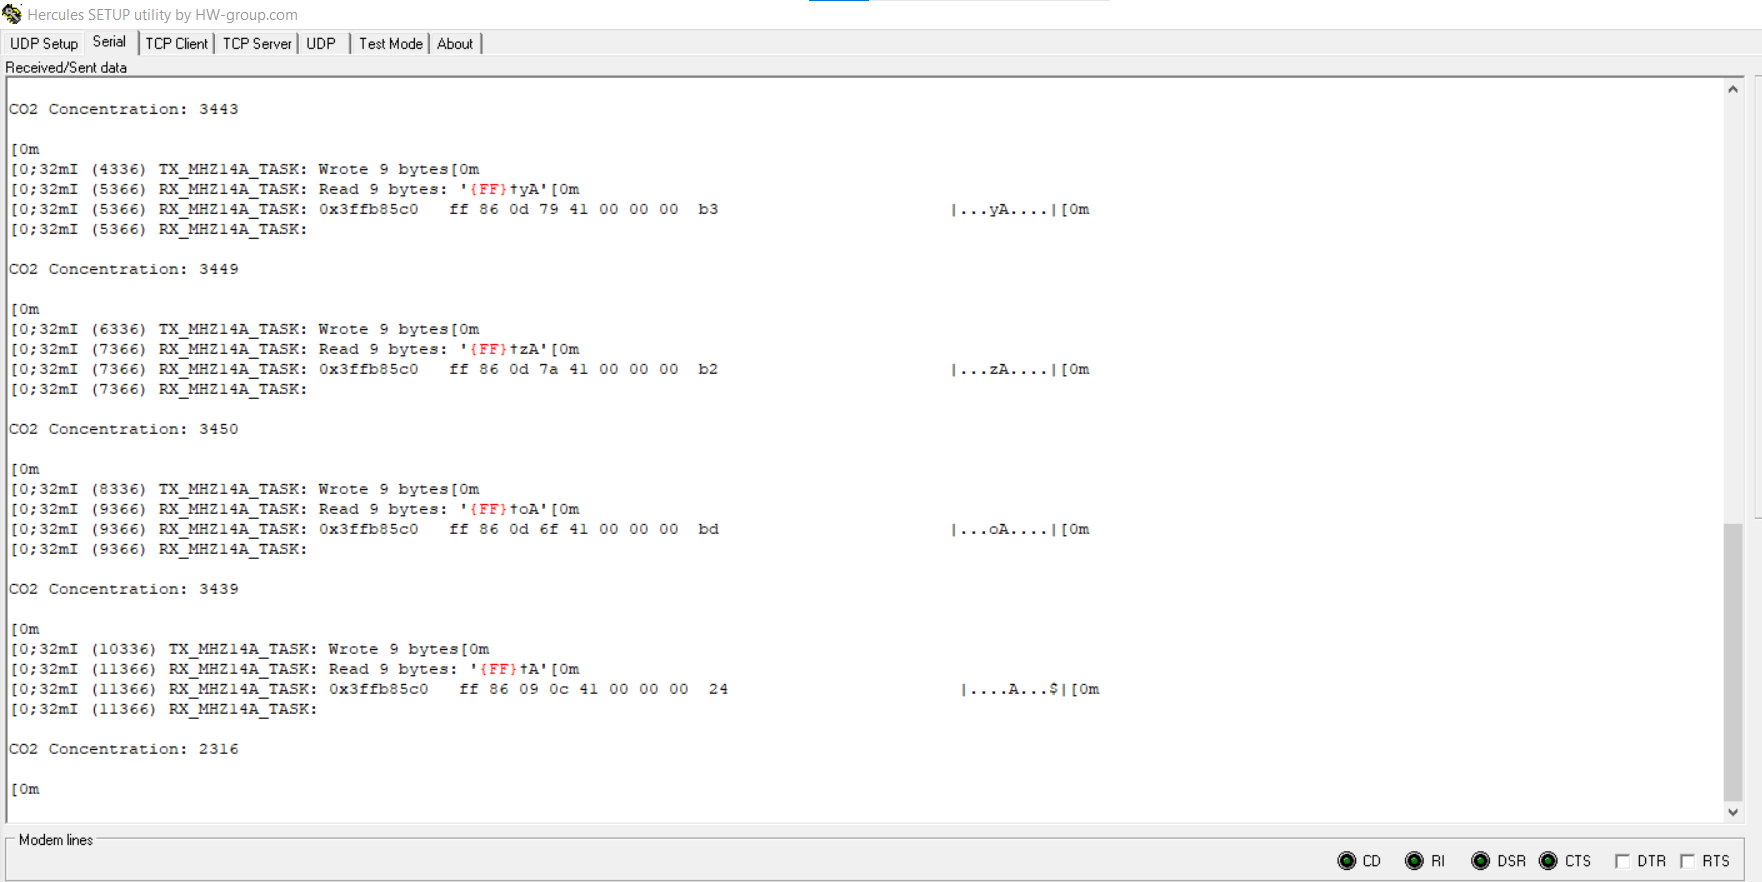 Hercules SETUP utility by HW-group.com
UDP Setup Serial TCP Client TCP Server UDP Test Mode About
Received/Sent data
CO2 Concentration: 3443
[0m
[0;32mI (4336) TX_MHZ14A_TASK: Wrote 9 bytes[0m
[0;32mI (5366) RX_MHZ14A_TASK: Read 9 bytes: '{FF}†yA'[0m
[0;32mI (5366) RX_MHZ14A_TASK: 0x3ffb85c0   ff 86 0d 79 41 00 00 00  b3                       |...yA....|[0m
[0;32mI (5366) RX_MHZ14A_TASK:
CO2 Concentration: 3449
[0m
[0;32mI (6336) TX_MHZ14A_TASK: Wrote 9 bytes[0m
[0;32mI (7366) RX_MHZ14A_TASK: Read 9 bytes: '{FF}†zA'[0m
[0;32mI (7366) RX_MHZ14A_TASK: 0x3ffb85c0   ff 86 0d 7a 41 00 00 00  b2                       |...zA....|[0m
[0;32mI (7366) RX_MHZ14A_TASK:
CO2 Concentration: 3450
[0m
[0;32mI (8336) TX_MHZ14A_TASK: Wrote 9 bytes[0m
[0;32mI (9366) RX_MHZ14A_TASK: Read 9 bytes: '{FF}†oA'[0m
[0;32mI (9366) RX_MHZ14A_TASK: 0x3ffb85c0   ff 86 0d 6f 41 00 00 00  bd                       |...oA....|[0m
[0;32mI (9366) RX_MHZ14A_TASK:
CO2 Concentration: 3439
[0m
[0;32mI (10336) TX_MHZ14A_TASK: Wrote 9 bytes[0m
[0;32mI (11366) RX_MHZ14A_TASK: Read 9 bytes: '{FF}†A'[0m
[0;32mI (11366) RX_MHZ14A_TASK: 0x3ffb85c0   ff 86 09 0c 41 00 00 00  24                       |....A...$|[0m
[0;32mI (11366) RX_MHZ14A_TASK:
CO2 Concentration: 2316
[0m
Modem lines
CD RI DSR CTS DTR RTS